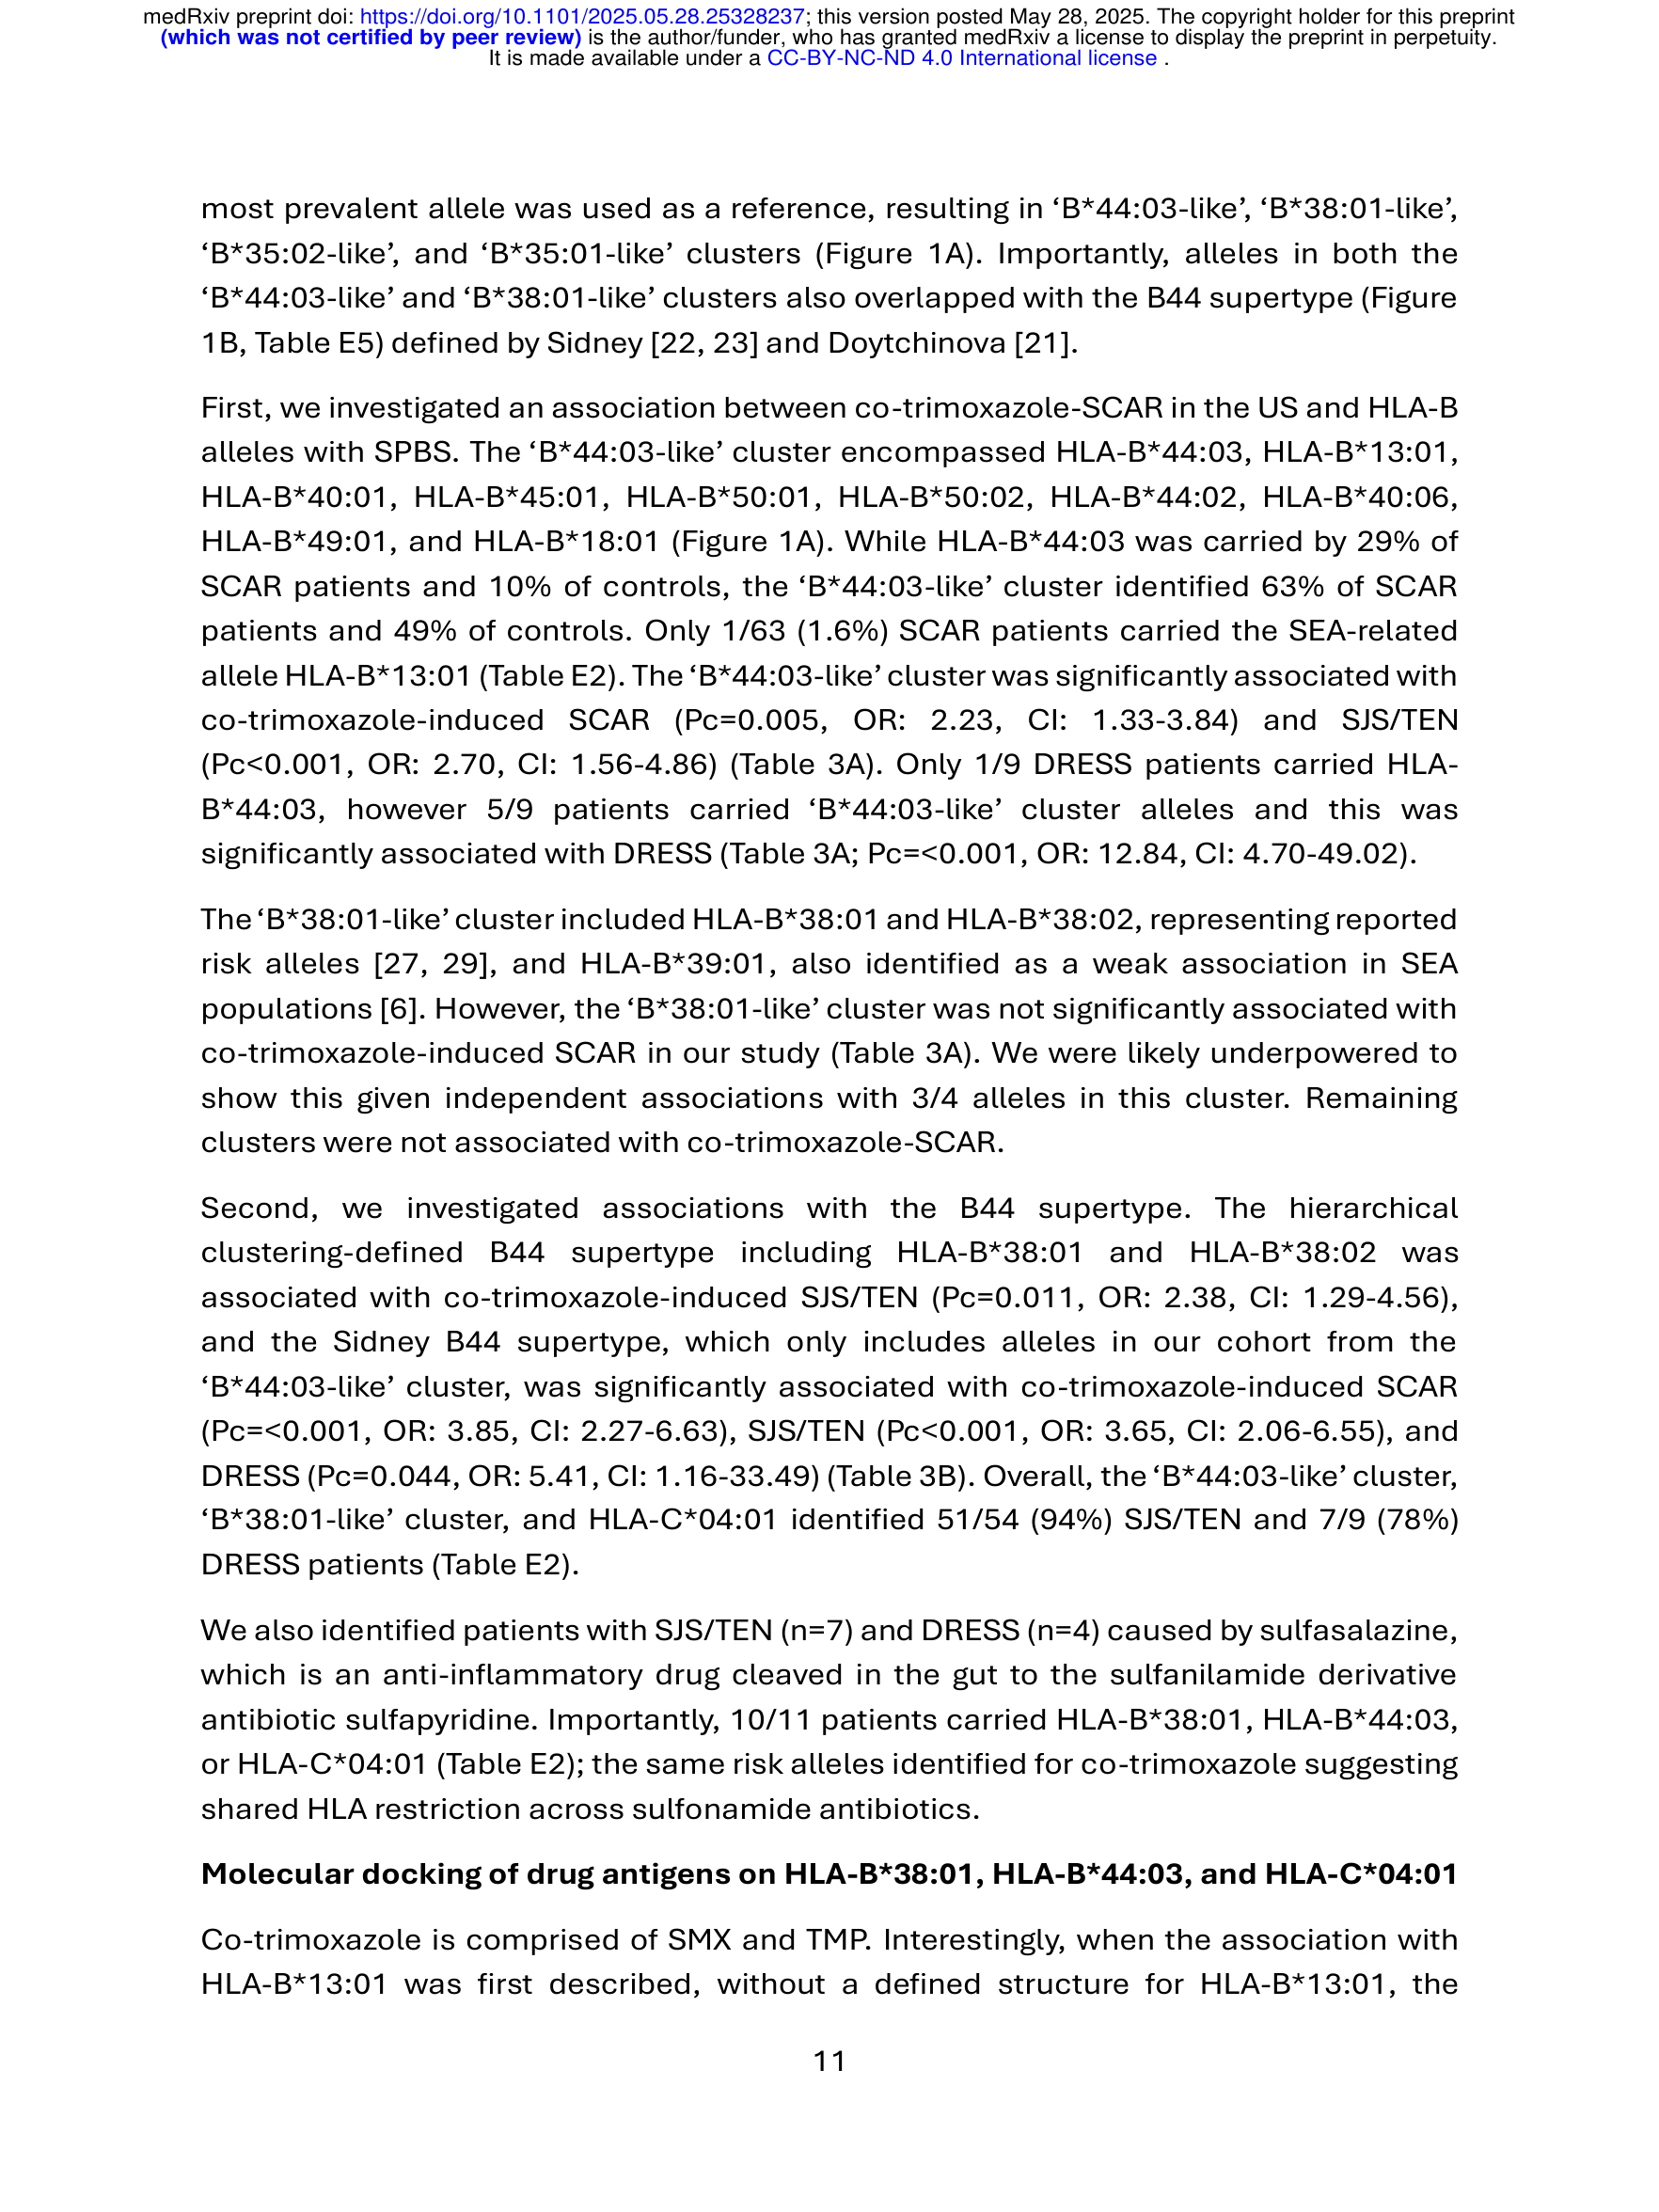 medRxiv preprint doi: https://doi.org/10.1101/2025.05.28.25328237; this version posted May 28, 2025. The copyright holder for this preprint
(which was not certified by peer review) is the author/funder, who has granted medRxiv a license to display the preprint in perpetuity.
It is made available under a CC-BY-NC-ND 4.0 International license .
most prevalent allele was used as a reference, resulting in ‘B*44:03-like’, ‘B*38:01-like’,
‘B*35:02-like’, and ‘B*35:01-like’ clusters (Figure 1A). Importantly, alleles in both the
‘B*44:03-like’ and ‘B*38:01-like’ clusters also overlapped with the B44 supertype (Figure
1B, Table E5) defined by Sidney [22, 23] and Doytchinova [21].
First, we investigated an association between co-trimoxazole-SCAR in the US and HLA-B
alleles with SPBS. The ‘B*44:03-like’ cluster encompassed HLA-B*44:03, HLA-B*13:01,
HLA-B*40:01, HLA-B*45:01, HLA-B*50:01, HLA-B*50:02, HLA-B*44:02, HLA-B*40:06,
HLA-B*49:01, and HLA-B*18:01 (Figure 1A). While HLA-B*44:03 was carried by 29% of
SCAR patients and 10% of controls, the ‘B*44:03-like’ cluster identified 63% of SCAR
patients and 49% of controls. Only 1/63 (1.6%) SCAR patients carried the SEA-related
allele HLA-B*13:01 (Table E2). The ‘B*44:03-like’ cluster was significantly associated with
co-trimoxazole-induced SCAR (Pc=0.005, OR: 2.23, CI: 1.33-3.84) and SJS/TEN
(Pc<0.001, OR: 2.70, CI: 1.56-4.86) (Table 3A). Only 1/9 DRESS patients carried HLA-
B*44:03, however 5/9 patients carried ‘B*44:03-like’ cluster alleles and this was
significantly associated with DRESS (Table 3A; Pc=<0.001, OR: 12.84, CI: 4.70-49.02).
The ‘B*38:01-like’ cluster included HLA-B*38:01 and HLA-B*38:02, representing reported
risk alleles [27, 29], and HLA-B*39:01, also identified as a weak association in SEA
populations [6]. However, the ‘B*38:01-like’ cluster was not significantly associated with
co-trimoxazole-induced SCAR in our study (Table 3A). We were likely underpowered to
show this given independent associations with 3/4 alleles in this cluster. Remaining
clusters were not associated with co-trimoxazole-SCAR.
Second, we investigated associations with the B44 supertype. The hierarchical
clustering-defined B44 supertype including HLA-B*38:01 and HLA-B*38:02 was
associated with co-trimoxazole-induced SJS/TEN (Pc=0.011, OR: 2.38, CI: 1.29-4.56),
and the Sidney B44 supertype, which only includes alleles in our cohort from the
‘B*44:03-like’ cluster, was significantly associated with co-trimoxazole-induced SCAR
(Pc=<0.001, OR: 3.85, CI: 2.27-6.63), SJS/TEN (Pc<0.001, OR: 3.65, CI: 2.06-6.55), and
DRESS (Pc=0.044, OR: 5.41, CI: 1.16-33.49) (Table 3B). Overall, the ‘B*44:03-like’ cluster,
‘B*38:01-like’ cluster, and HLA-C*04:01 identified 51/54 (94%) SJS/TEN and 7/9 (78%)
DRESS patients (Table E2).
We also identified patients with SJS/TEN (n=7) and DRESS (n=4) caused by sulfasalazine,
which is an anti-inflammatory drug cleaved in the gut to the sulfanilamide derivative
antibiotic sulfapyridine. Importantly, 10/11 patients carried HLA-B*38:01, HLA-B*44:03,
or HLA-C*04:01 (Table E2); the same risk alleles identified for co-trimoxazole suggesting
shared HLA restriction across sulfonamide antibiotics.
Molecular docking of drug antigens on HLA-B*38:01, HLA-B*44:03, and HLA-C*04:01
Co-trimoxazole is comprised of SMX and TMP. Interestingly, when the association with
HLA-B*13:01 was first described, without a defined structure for HLA-B*13:01, the
11